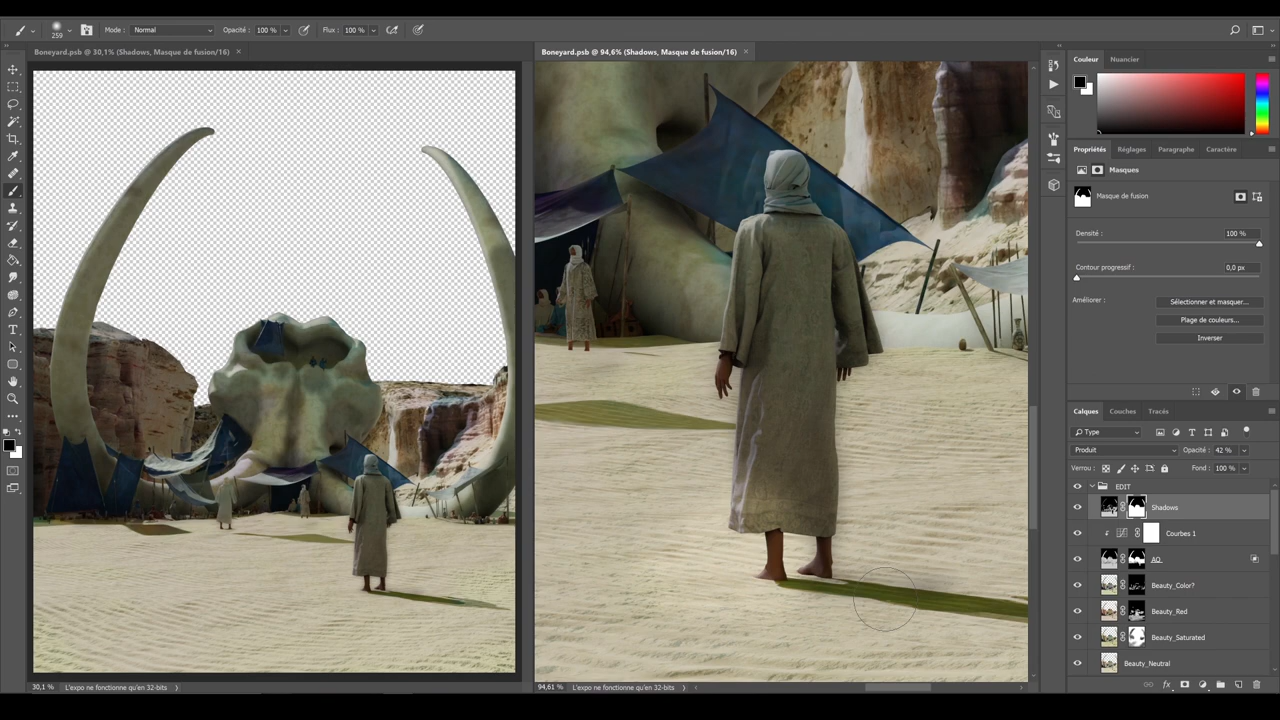 259
Mode :
Normal
Opacité :
100 %
Flux :
100 %
Boneyard.psb @ 30,1% (Shadows, Masque de fusion/16) ×
Boneyard.psb @ 94,6% (Shadows, Masque de fusion/16) ×
Couleur
Nuancier
Propriétés
Réglages
Paragraphe
Caractère
Masques
Masque de fusion
Densité :
100 %
Contour progressif :
0,0 px
Améliorer :
Sélectionner et masquer...
Plage de couleurs...
Inverser
Calques
Couches
Tracés
Type
Produit
Opacité :
42 %
Verrou :
Fond :
100 %
EDIT
Shadows
Courbes 1
AO
Beauty_Color?
Beauty_Red
Beauty_Saturated
Beauty_Neutral
fx
30,1 %
L'expo ne fonctionne qu'en 32-bits
94,61 %
L'expo ne fonctionne qu'en 32-bits